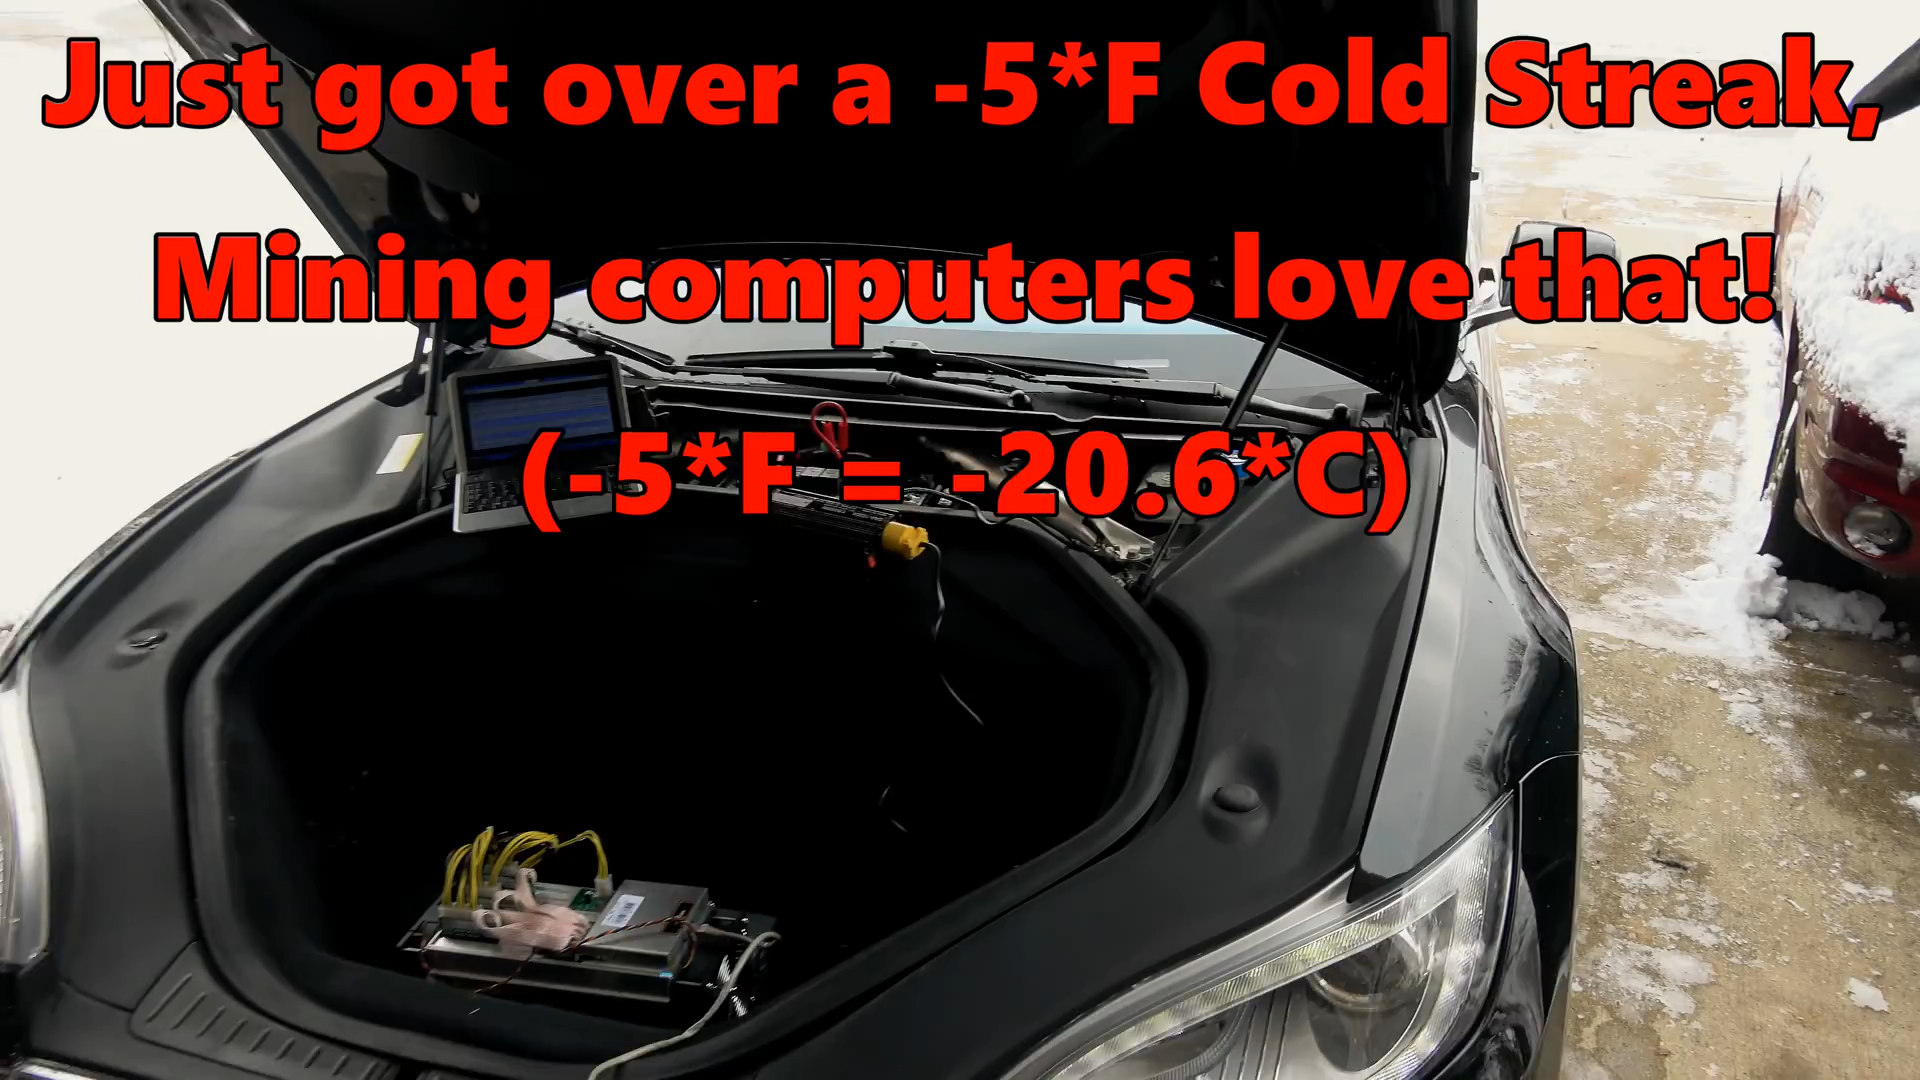 Just got over a -5*F Cold Streak,
Mining computers love that!
(-5*F = -20.6*C)